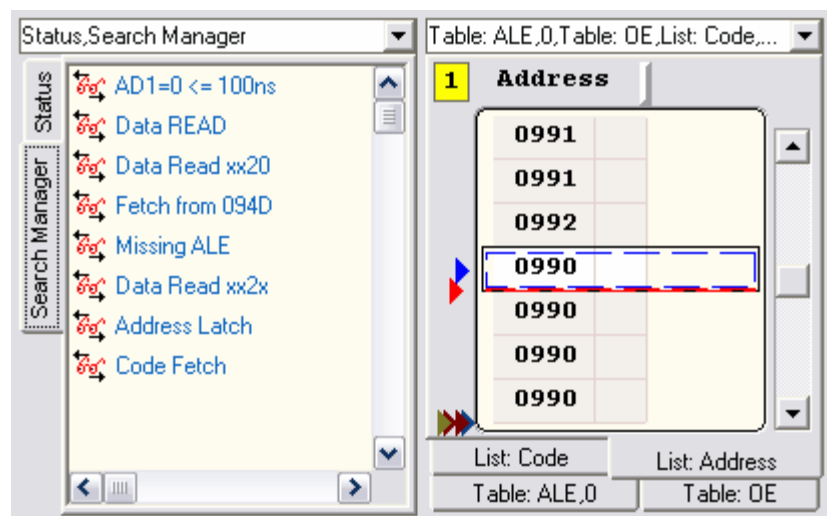 Status,Search Manager
Status
Search Manager
AD1=0 <= 100ns
Data READ
Data Read xx20
Fetch from 094D
Missing ALE
Data Read xx2x
Address Latch
Code Fetch
Table: ALE,0,Table: OE,List: Code,...
1 Address
0991
0991
0992
0990
0990
0990
0990
List: Code List: Address
Table: ALE,0 Table: OE